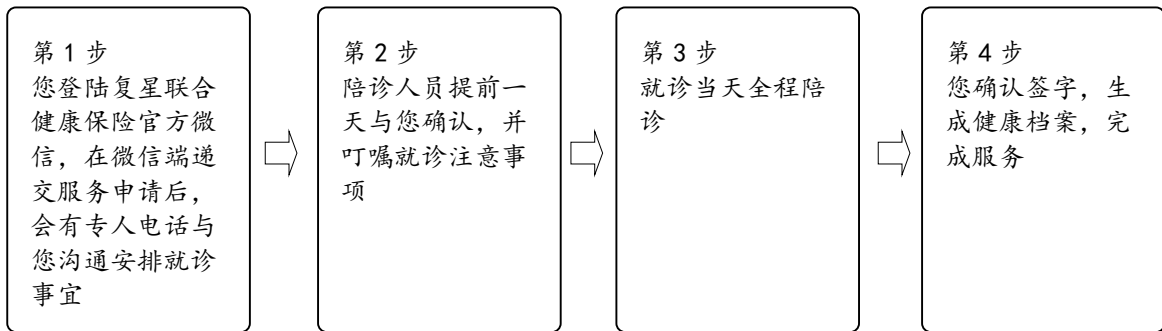 第 1 步
您登陆复星联合
健康保险官方微
信，在微信端递
交服务申请后，
会有专人电话与
您沟通安排就诊
事宜
第 2 步
陪诊人员提前一
天与您确认，并
叮嘱就诊注意事
项
第 3 步
就诊当天全程陪
诊
第 4 步
您确认签字，生
成健康档案，完
成服务